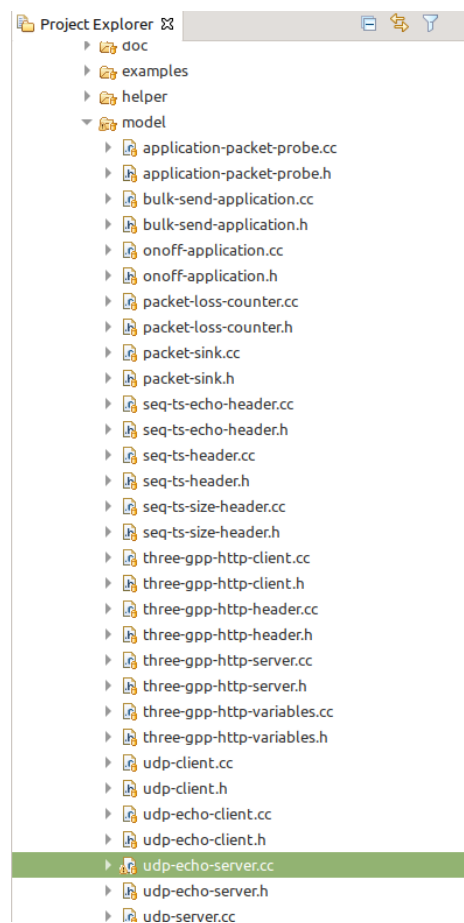 Project Explorer
doc
examples
helper
model
application-packet-probe.cc
application-packet-probe.h
bulk-send-application.cc
bulk-send-application.h
onoff-application.cc
onoff-application.h
packet-loss-counter.cc
packet-loss-counter.h
packet-sink.cc
packet-sink.h
seq-ts-echo-header.cc
seq-ts-echo-header.h
seq-ts-header.cc
seq-ts-header.h
seq-ts-size-header.cc
seq-ts-size-header.h
three-gpp-http-client.cc
three-gpp-http-client.h
three-gpp-http-header.cc
three-gpp-http-header.h
three-gpp-http-server.cc
three-gpp-http-server.h
three-gpp-http-variables.cc
three-gpp-http-variables.h
udp-client.cc
udp-client.h
udp-echo-client.cc
udp-echo-client.h
udp-echo-server.cc
udp-echo-server.h
udp-server.cc